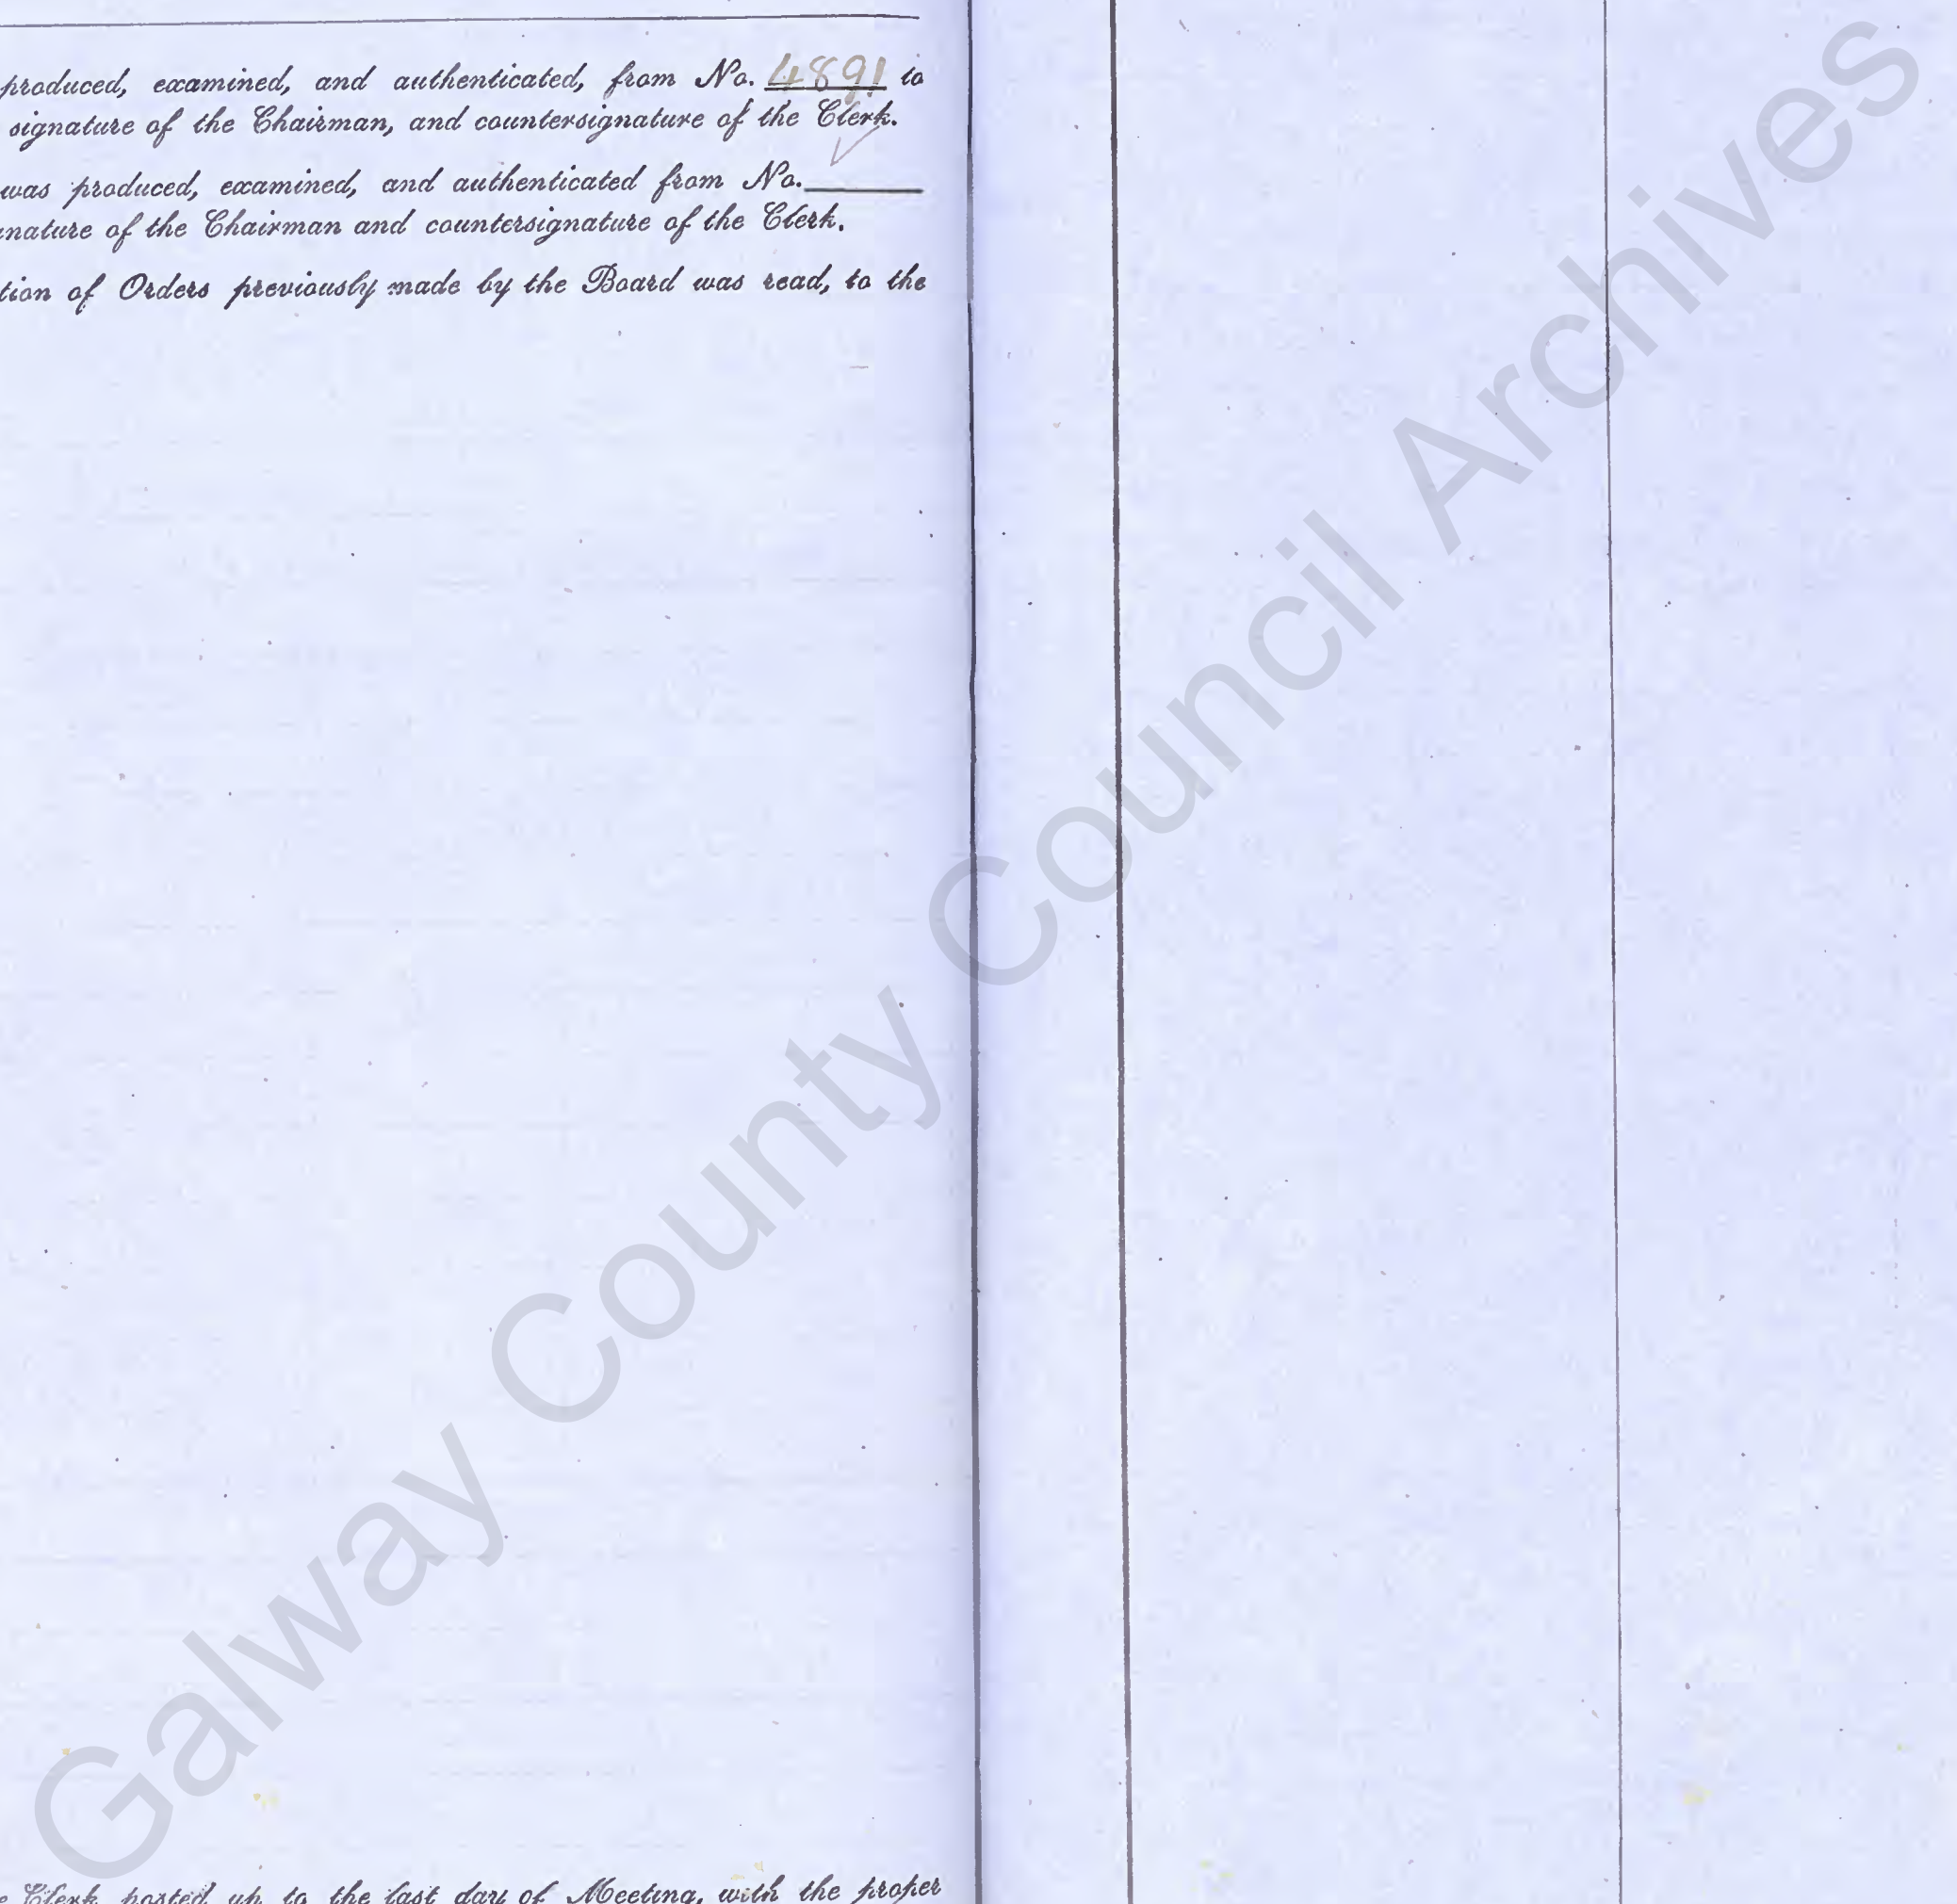 produced, examined, and authenticated, from No. 4891 to
signature of the Chairman, and countersignature of the Clerk.
was produced, examined, and authenticated from No.
nature of the Chairman and countersignature of the Clerk.
tion of Orders previously made by the Board was read, to the
Clerk posted up to the last day of Meeting, with the proper
Galway County Council Archives